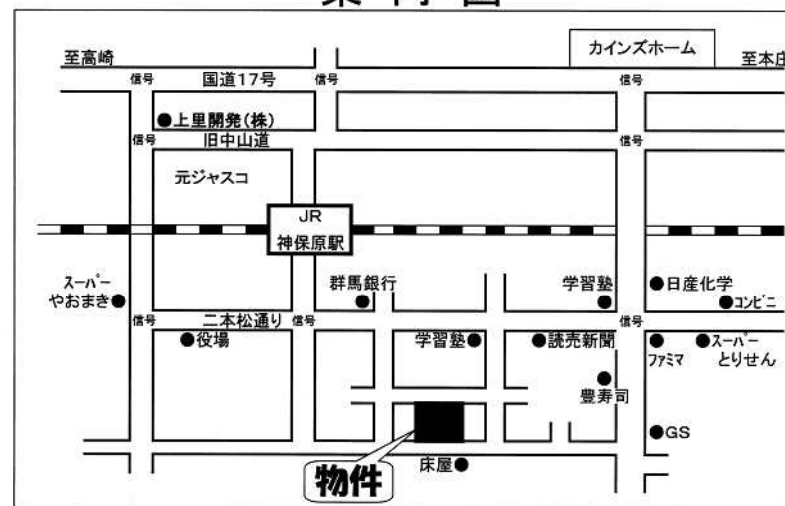 案内図
カインズホーム
至高崎
至本庄
信号
国道17号
信号
信号
上里開発(株)
信号
旧中山道
信号
元ジャスコ
JR
神保原駅
スーパー
やおまき
群馬銀行
学習塾
日産化学
コンビニ
信号
二本松通り
信号
信号
役場
学習塾
読売新聞
ファミマ
スーパー
とりせん
豊寿司
GS
床屋
物件